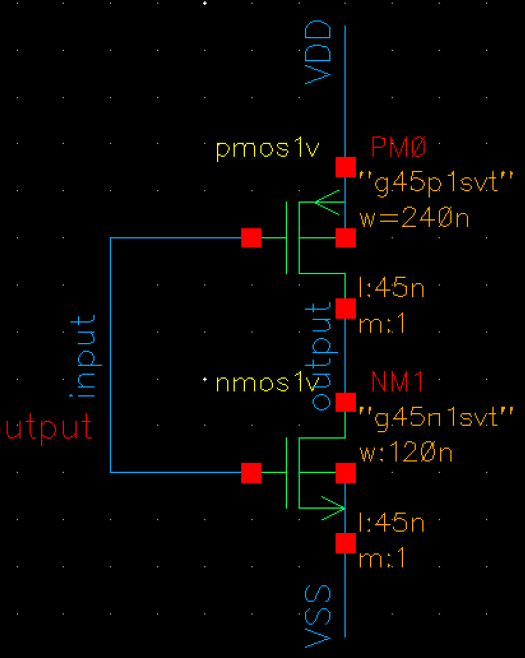 VDD
pmos1v
PM0
"g45p1svt"
w=240n
l:45n
m:1
input
output
nmos1v
NM1
utput
"g45n1svt"
w:120n
l:45n
m:1
VSS